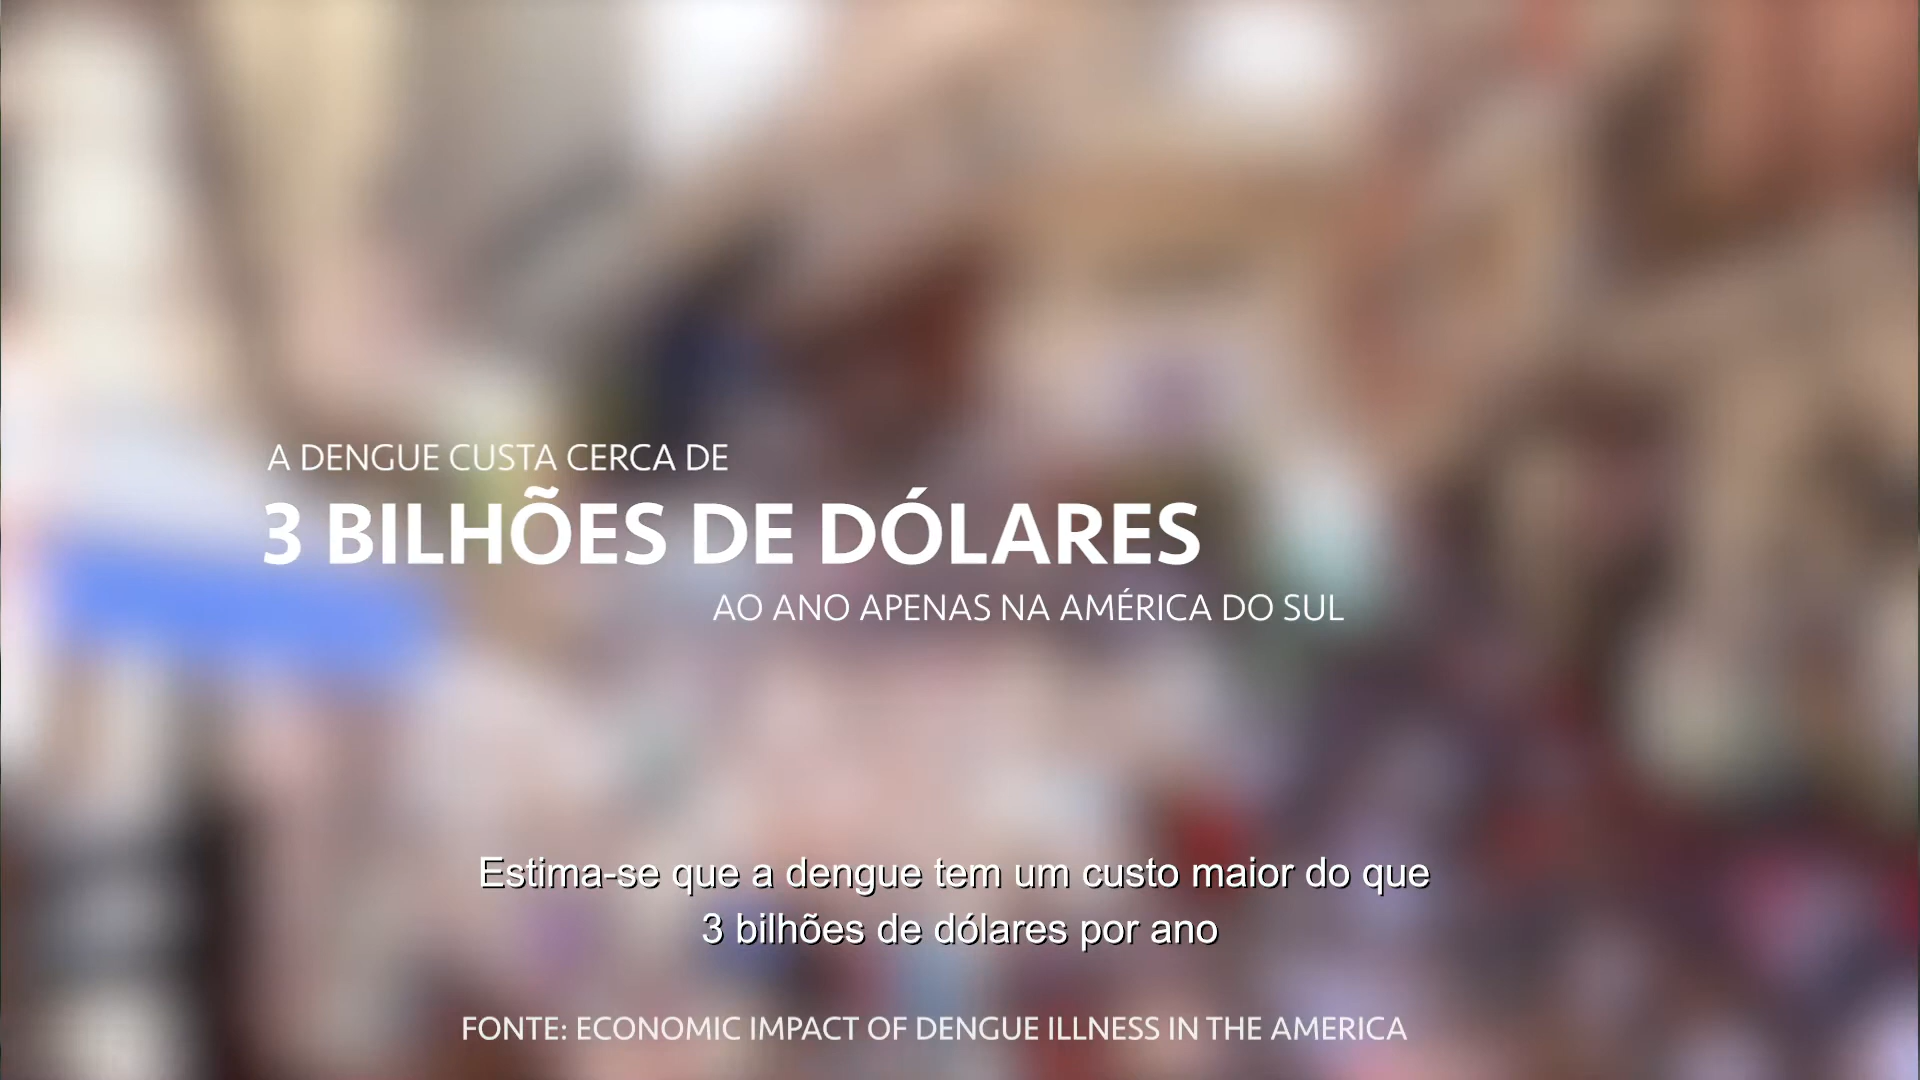 A DENGUE CUSTA CERCA DE
3 BILHÕES DE DÓLARES
AO ANO APENAS NA AMÉRICA DO SUL
Estima-se que a dengue tem um custo maior do que
3 bilhões de dólares por ano
FONTE: ECONOMIC IMPACT OF DENGUE ILLNESS IN THE AMERICA